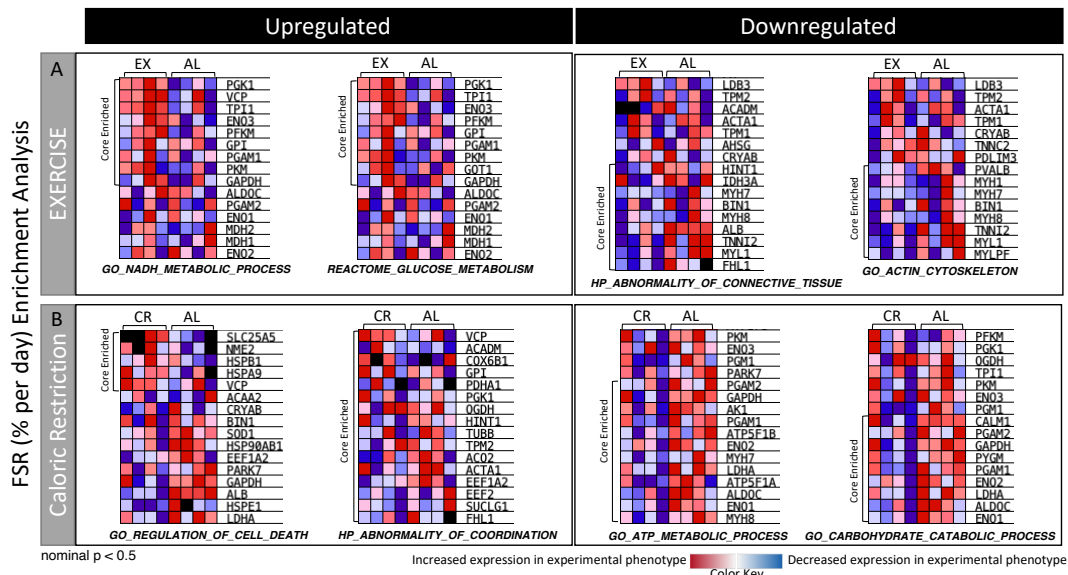 Upregulated
Downregulated
FSR (% per day) Enrichment Analysis
A
EXERCISE
EX AL
Core Enriched
PGK1
VCP
TPI1
ENO3
PFKM
GPI
PGAM1
PKM
GAPDH
ALDOC
PGAM2
ENO1
MDH2
MDH1
ENO2
GO_NADH_METABOLIC_PROCESS
EX AL
Core Enriched
PGK1
TPI1
ENO3
PFKM
GPI
PGAM1
PKM
GOT1
GAPDH
ALDOC
PGAM2
ENO1
MDH2
MDH1
ENO2
REACTOME_GLUCOSE_METABOLISM
EX AL
Core Enriched
LDB3
TPM2
ACADM
ACTA1
TPM1
AHSG
CRYAB
HINT1
IDH3A
MYH7
BIN1
MYH8
ALB
TNNI2
MYL1
FHL1
HP_ABNORMALITY_OF_CONNECTIVE_TISSUE
EX AL
Core Enriched
LDB3
TPM2
ACTA1
TPM1
CRYAB
TNNC2
PDLIM3
PVALB
MYH1
MYH7
BIN1
MYH8
TNNI2
MYL1
MYLPF
GO_ACTIN_CYTOSKELETON
B
Caloric Restriction
CR AL
Core Enriched
SLC25A5
NME2
HSPB1
HSPA9
VCP
ACAA2
CRYAB
BIN1
SOD1
HSP90AB1
EEF1A2
PARK7
GAPDH
ALB
HSPE1
LDHA
GO_REGULATION_OF_CELL_DEATH
CR AL
Core Enriched
VCP
ACADM
COX6B1
GPI
PDHA1
PGK1
OGDH
HINT1
TUBB
TPM2
ACO2
ACTA1
EEF1A2
EEF2
SUCLG1
FHL1
HP_ABNORMALITY_OF_COORDINATION
CR AL
Core Enriched
PKM
ENO3
PGM1
PARK7
PGAM2
GAPDH
AK1
PGAM1
ATP5F1B
ENO2
MYH7
LDHA
ATP5F1A
ALDOC
ENO1
MYH8
GO_ATP_METABOLIC_PROCESS
CR AL
Core Enriched
PFKM
PGK1
OGDH
TPI1
PKM
ENO3
PGM1
CALM1
PGAM2
GAPDH
PYGM
PGAM1
ENO2
LDHA
ALDOC
ENO1
GO_CARBOHYDRATE_CATABOLIC_PROCESS
nominal p < 0.5
Increased expression in experimental phenotype
Decreased expression in experimental phenotype
Color Key